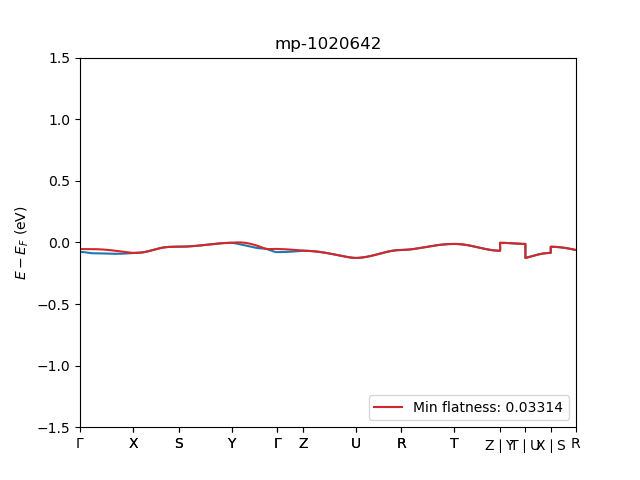 mp-1020642
1.5
1.0
0.5
0.0
−0.5
−1.0
−1.5
E − E_F (eV)
Min flatness: 0.03314
Γ X S Y Γ Z U R T Z | Y T | U X | S R